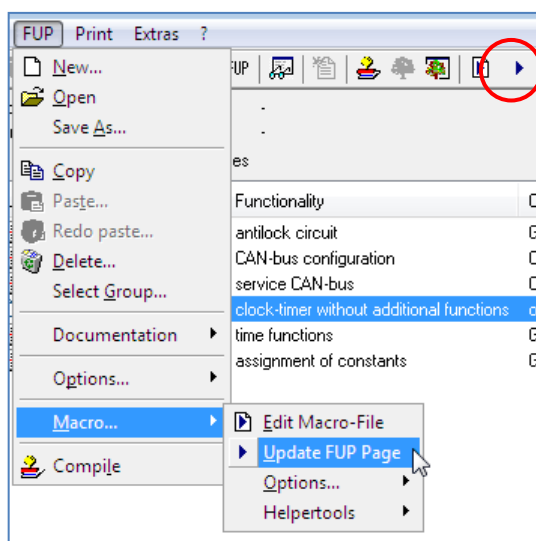 FUP Print Extras ?
New...
UP
Open
-
Save As...
-
es
Copy
Paste...
Functionality
Redo paste...
antilock circuit
G
Delete...
CAN-bus configuration
C
Select Group...
service CAN-bus
C
clock-timer without additional functions
Documentation
time functions
G
assignment of constants
G
Options...
Macro...
Edit Macro-File
Update FUP Page
Compile
Options...
Helpertools